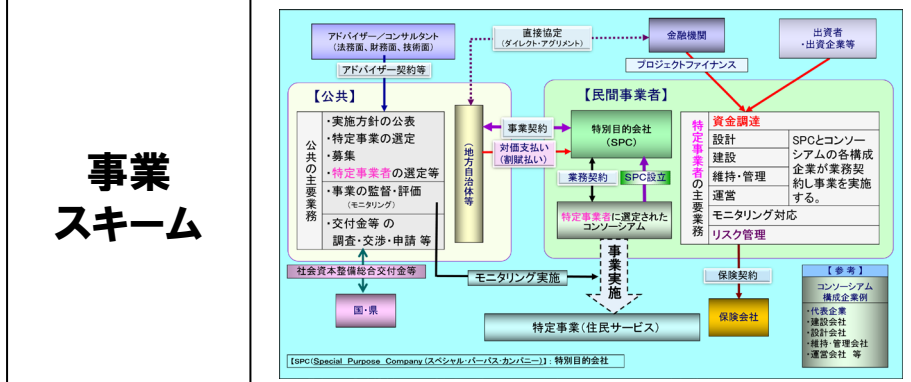 事業
スキーム
アドバイザー／コンサルタント
（法務面、財務面、技術面）
アドバイザー契約等
直接協定
（ダイレクト・アグリメント）
金融機関
出資者
・出資企業等
プロジェクトファイナンス
【公共】
公共の主要業務
・実施方針の公表
・特定事業の選定
・募集
・特定事業者の選定等
・事業の監督・評価
（モニタリング）
・交付金等 の
調査・交渉・申請 等
（地方自治体等）
社会資本整備総合交付金等
国・県
事業契約
対価支払い
（割賦払い）
【民間事業者】
特別目的会社
（SPC）
業務契約
SPC設立
特定事業者に選定された
コンソーシアム
特定事業者の主要業務
資金調達
設計
建設
維持・管理
運営
SPCとコンソー
シアムの各構成
企業が業務契
約し事業を実施
する。
モニタリング対応
リスク管理
モニタリング実施
事業実施
特定事業（住民サービス）
保険契約
保険会社
【参考】
コンソーシアム
構成企業例
・代表企業
・建設会社
・設計会社
・維持・管理会社
・運営会社 等
【SPC（Special Purpose Company（スペシャル・パーパス・カンパニー）】：特別目的会社